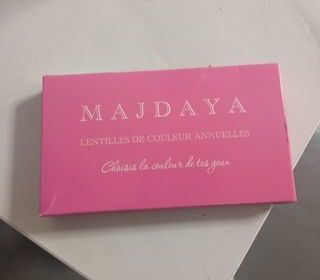 MAJDAYA
LENTILLES DE COULEUR ANNUELLES
Choisis la couleur de tes yeux